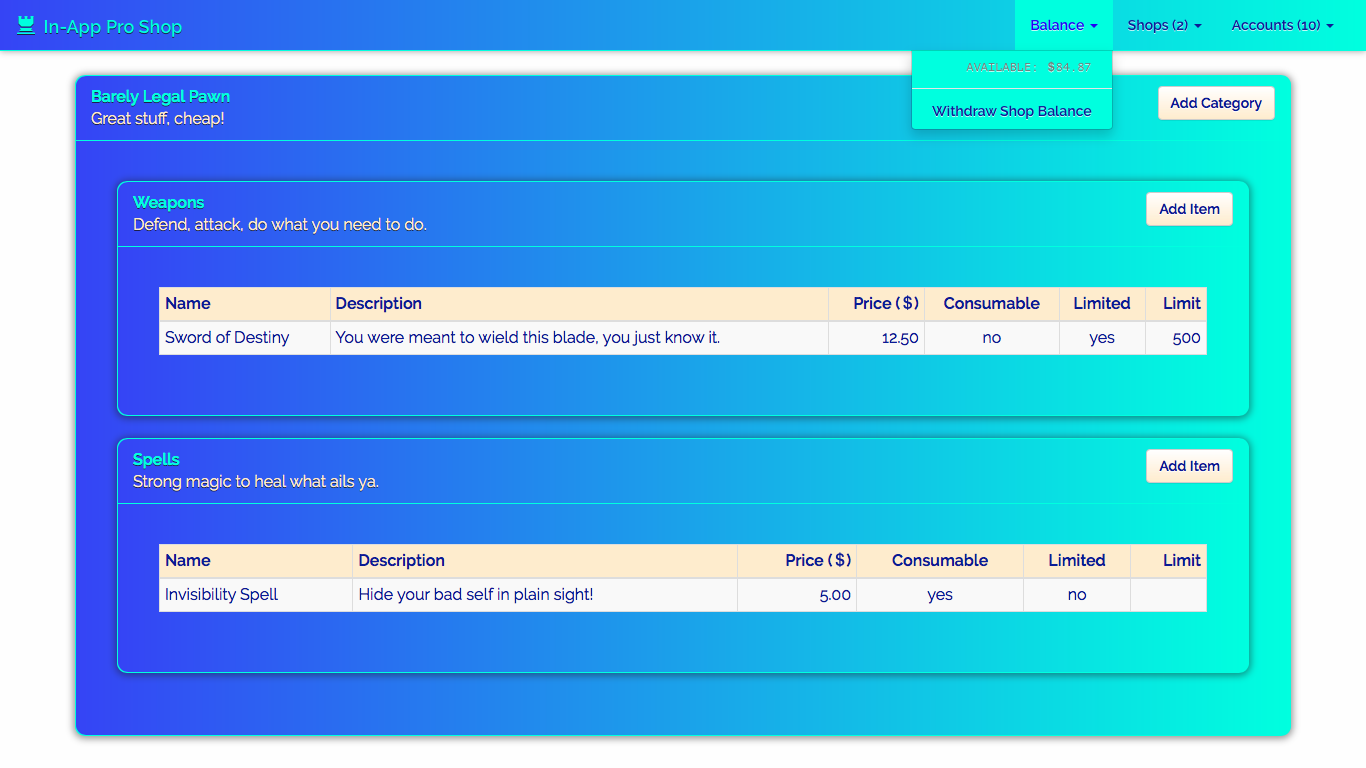 In-App Pro Shop
Balance Shops (2) Accounts (10)
AVAILABLE: $84.87
Withdraw Shop Balance
Barely Legal Pawn
Great stuff, cheap!
Add Category
Weapons
Defend, attack, do what you need to do.
Add Item
Name Description Price ($) Consumable Limited Limit
Sword of Destiny You were meant to wield this blade, you just know it. 12.50 no yes 500
Spells
Strong magic to heal what ails ya.
Add Item
Name Description Price ($) Consumable Limited Limit
Invisibility Spell Hide your bad self in plain sight! 5.00 yes no